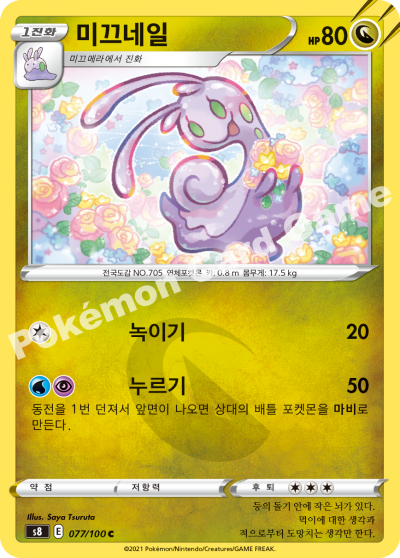 1진화
미끄네일
HP 80
미끄메라에서 진화
전국도감 NO.705 연체포켓몬 키: 0.8 m 몸무게: 17.5 kg
Pokémon Card Game
녹이기 20
누르기 50
동전을 1번 던져서 앞면이 나오면 상대의 배틀 포켓몬을 마비로
만든다.
약점 저항력 후퇴
Illus. Saya Tsuruta
등의 돌기 안에 작은 뇌가 있다.
먹이에 대한 생각과
적으로부터 도망치는 생각만 한다.
s8 E 077/100 C
©2021 Pokémon/Nintendo/Creatures/GAME FREAK.